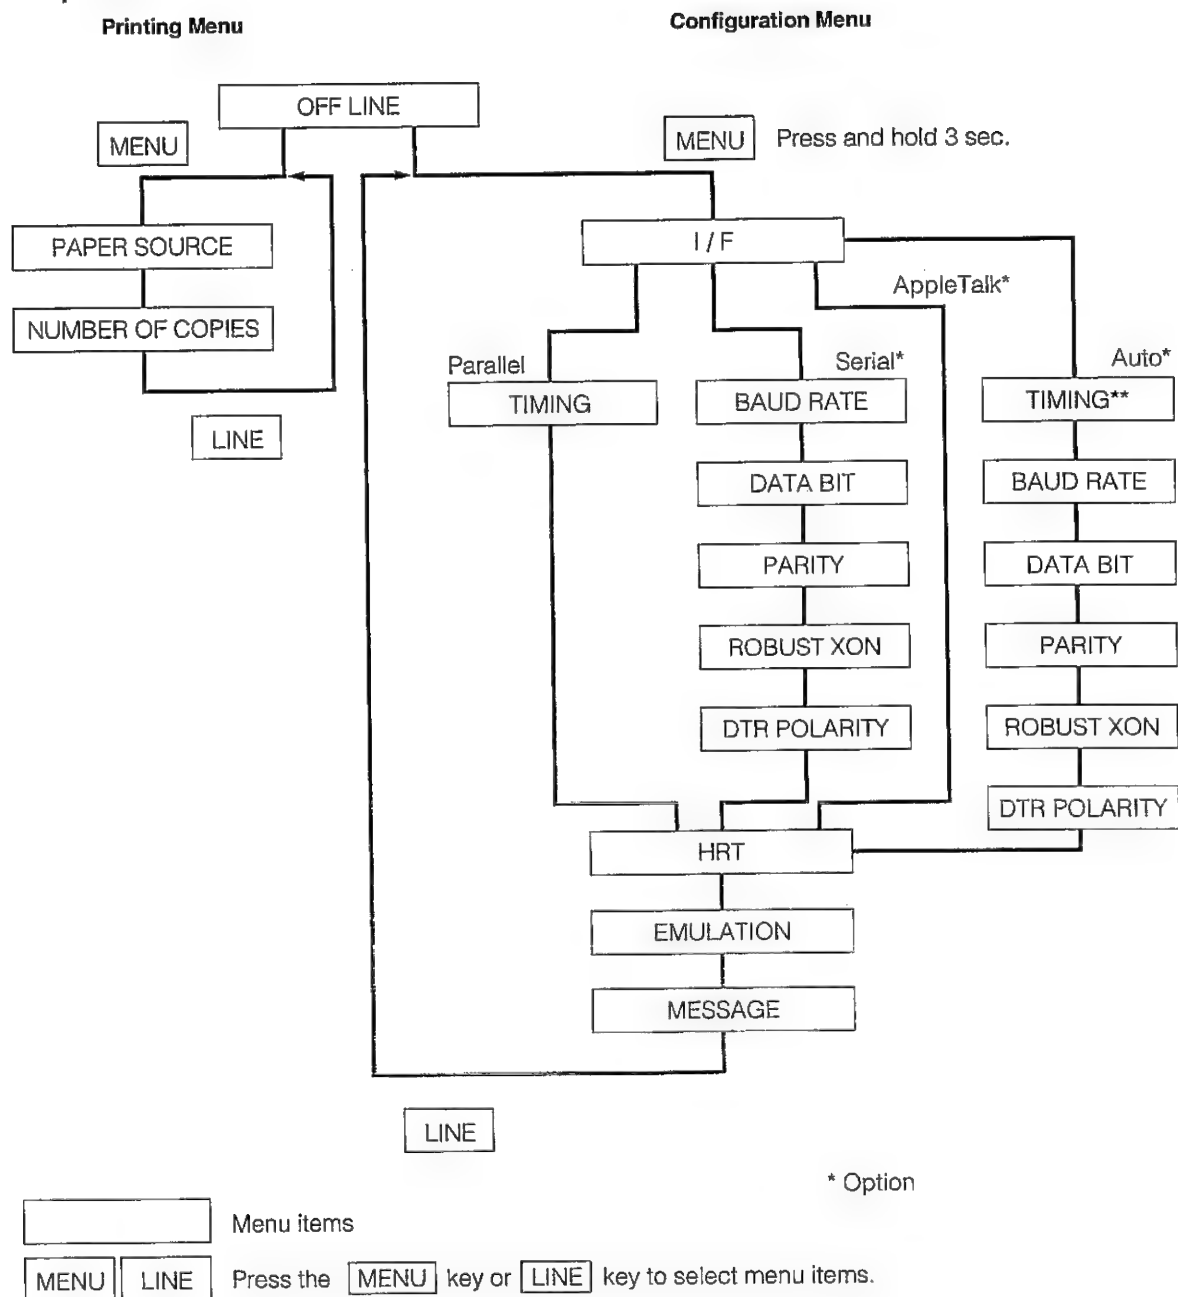 Printing Menu
Configuration Menu
OFF LINE
MENU
MENU Press and hold 3 sec.
PAPER SOURCE
I / F
AppleTalk*
NUMBER OF COPIES
Parallel
Serial*
Auto*
TIMING
BAUD RATE
TIMING**
LINE
DATA BIT
BAUD RATE
PARITY
DATA BIT
ROBUST XON
PARITY
DTR POLARITY
ROBUST XON
DTR POLARITY
HRT
EMULATION
MESSAGE
LINE
* Option
Menu items
MENU LINE Press the MENU key or LINE key to select menu items.